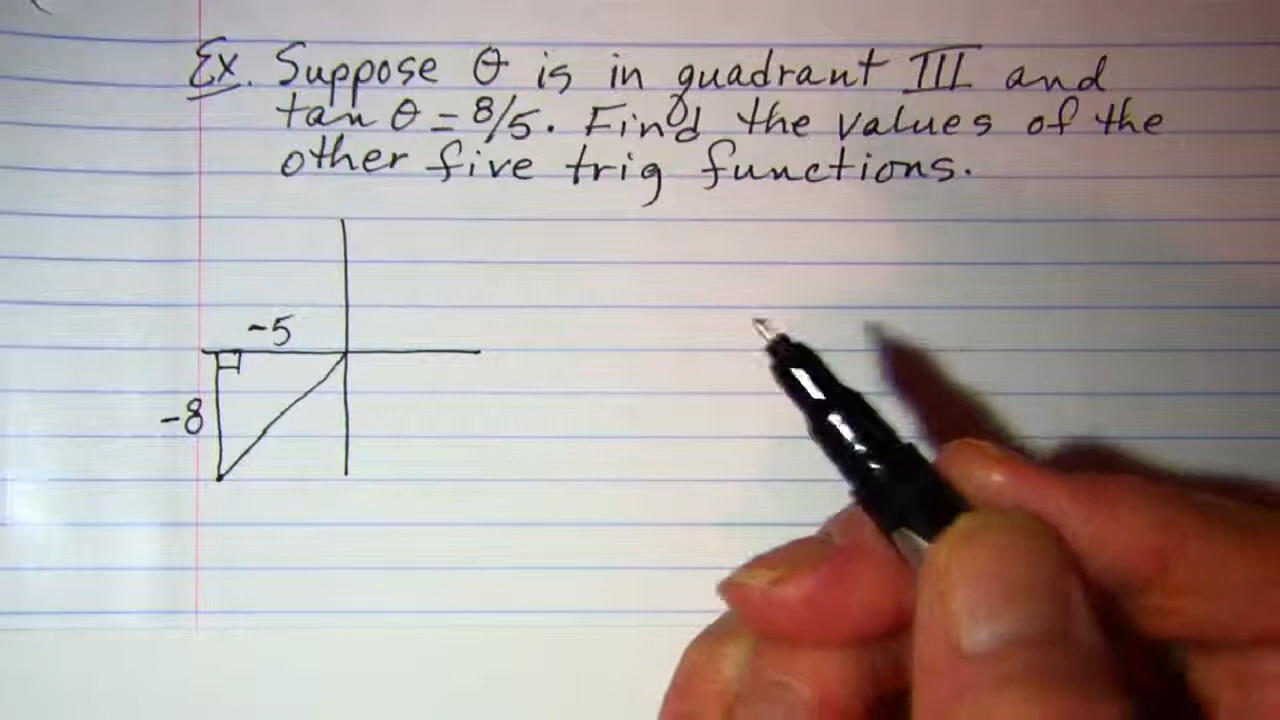 Ex. Suppose θ is in quadrant III and
tan θ = 8/5. Find the values of the
other five trig functions.
-5
-8